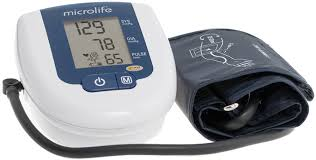 microlife
129
SYS
78
DIA
65
PULSE
M